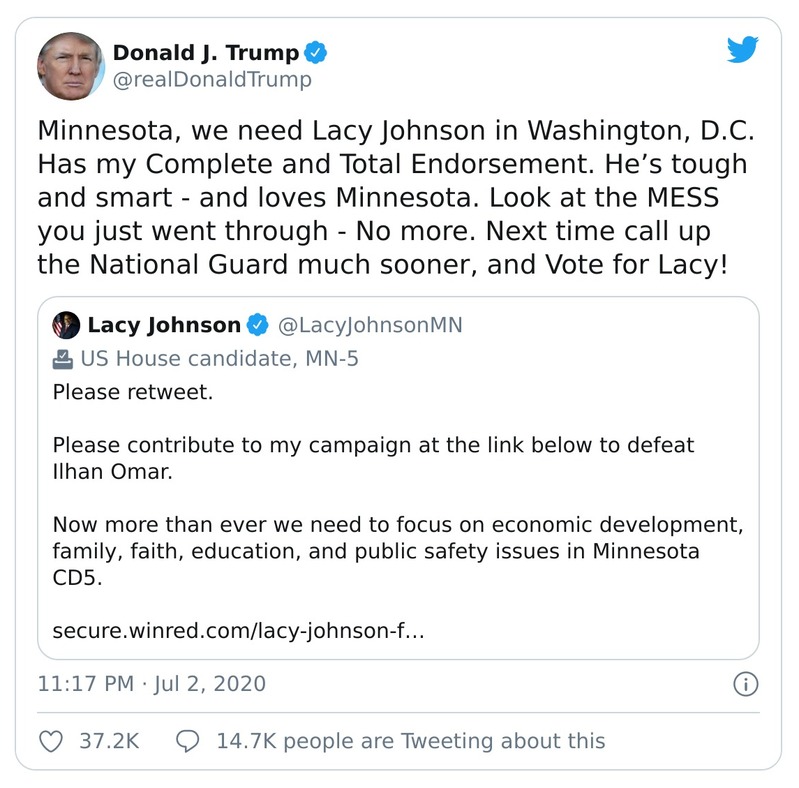 Donald J. Trump
@realDonaldTrump
Minnesota, we need Lacy Johnson in Washington, D.C.
Has my Complete and Total Endorsement. He’s tough
and smart - and loves Minnesota. Look at the MESS
you just went through - No more. Next time call up
the National Guard much sooner, and Vote for Lacy!
Lacy Johnson @LacyJohnsonMN
US House candidate, MN-5
Please retweet.
Please contribute to my campaign at the link below to defeat
Ilhan Omar.
Now more than ever we need to focus on economic development,
family, faith, education, and public safety issues in Minnesota
CD5.
secure.winred.com/lacy-johnson-f…
11:17 PM · Jul 2, 2020
37.2K 14.7K people are Tweeting about this